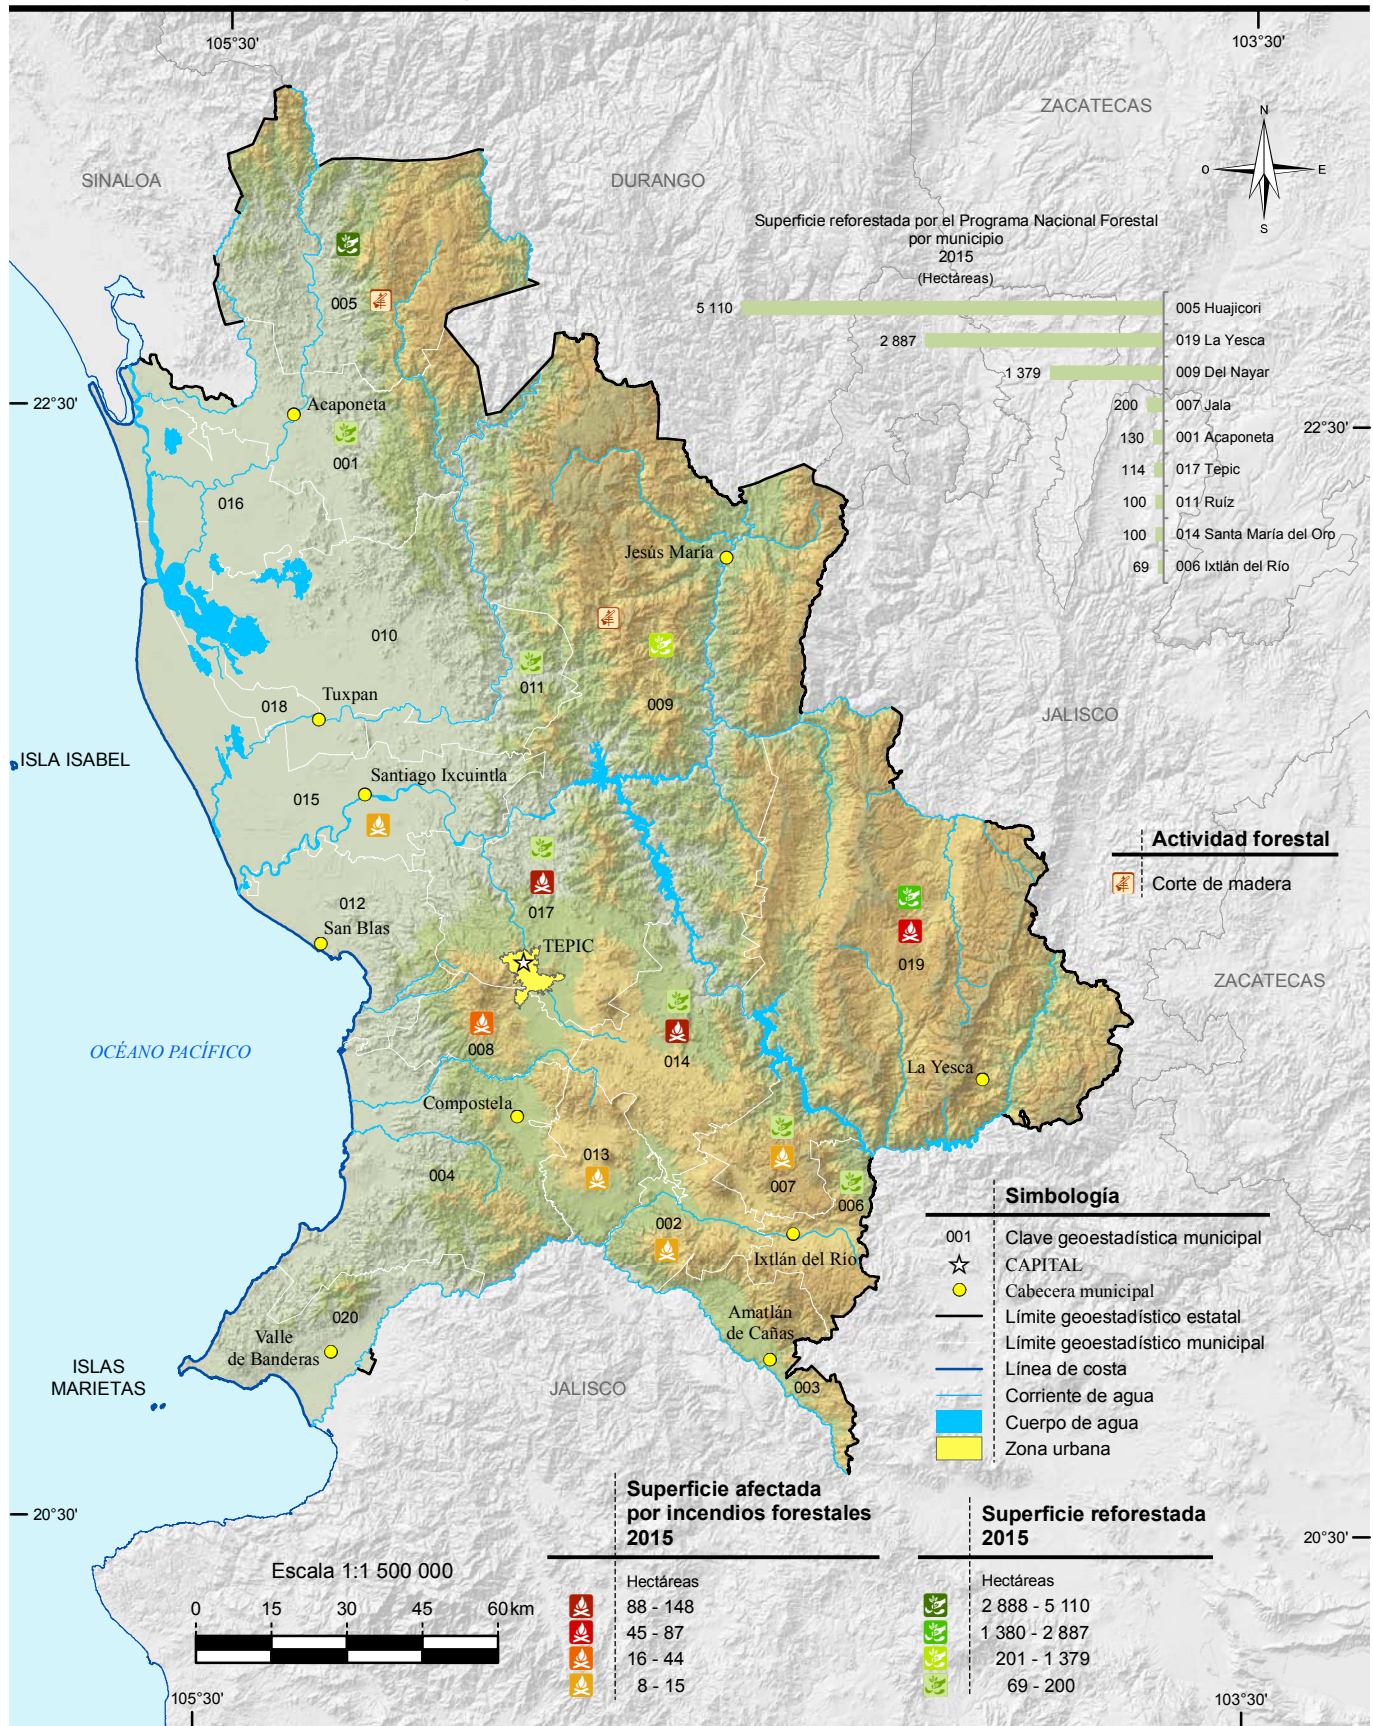 105°30'
103°30'
ZACATECAS
N
O
E
S
SINALOA
DURANGO
Superficie reforestada por el Programa Nacional Forestal
por municipio
2015
(Hectáreas)
5 110
005 Huajicori
2 887
019 La Yesca
1 379
009 Del Nayar
200
007 Jala
130
001 Acaponeta
114
017 Tepic
100
011 Ruíz
100
014 Santa María del Oro
69
006 Ixtlán del Río
005
22°30'
22°30'
Acaponeta
001
016
Jesús María
010
011
009
018
Tuxpan
JALISCO
ISLA ISABEL
Santiago Ixcuintla
015
Actividad forestal
Corte de madera
012
San Blas
017
TEPIC
019
ZACATECAS
OCÉANO PACÍFICO
008
014
La Yesca
Compostela
013
004
007
006
002
Ixtlán del Río
Simbología
001
Clave geoestadística municipal
CAPITAL
Cabecera municipal
Límite geoestadístico estatal
Límite geoestadístico municipal
Línea de costa
Corriente de agua
Cuerpo de agua
Zona urbana
020
Valle
de Banderas
Amatlán
de Cañas
003
ISLAS
MARIETAS
JALISCO
20°30'
20°30'
Superficie afectada
por incendios forestales
2015
Hectáreas
88 - 148
45 - 87
16 - 44
8 - 15
Superficie reforestada
2015
Hectáreas
2 888 - 5 110
1 380 - 2 887
201 - 1 379
69 - 200
Escala 1:1 500 000
0 15 30 45 60 km
105°30'
103°30'